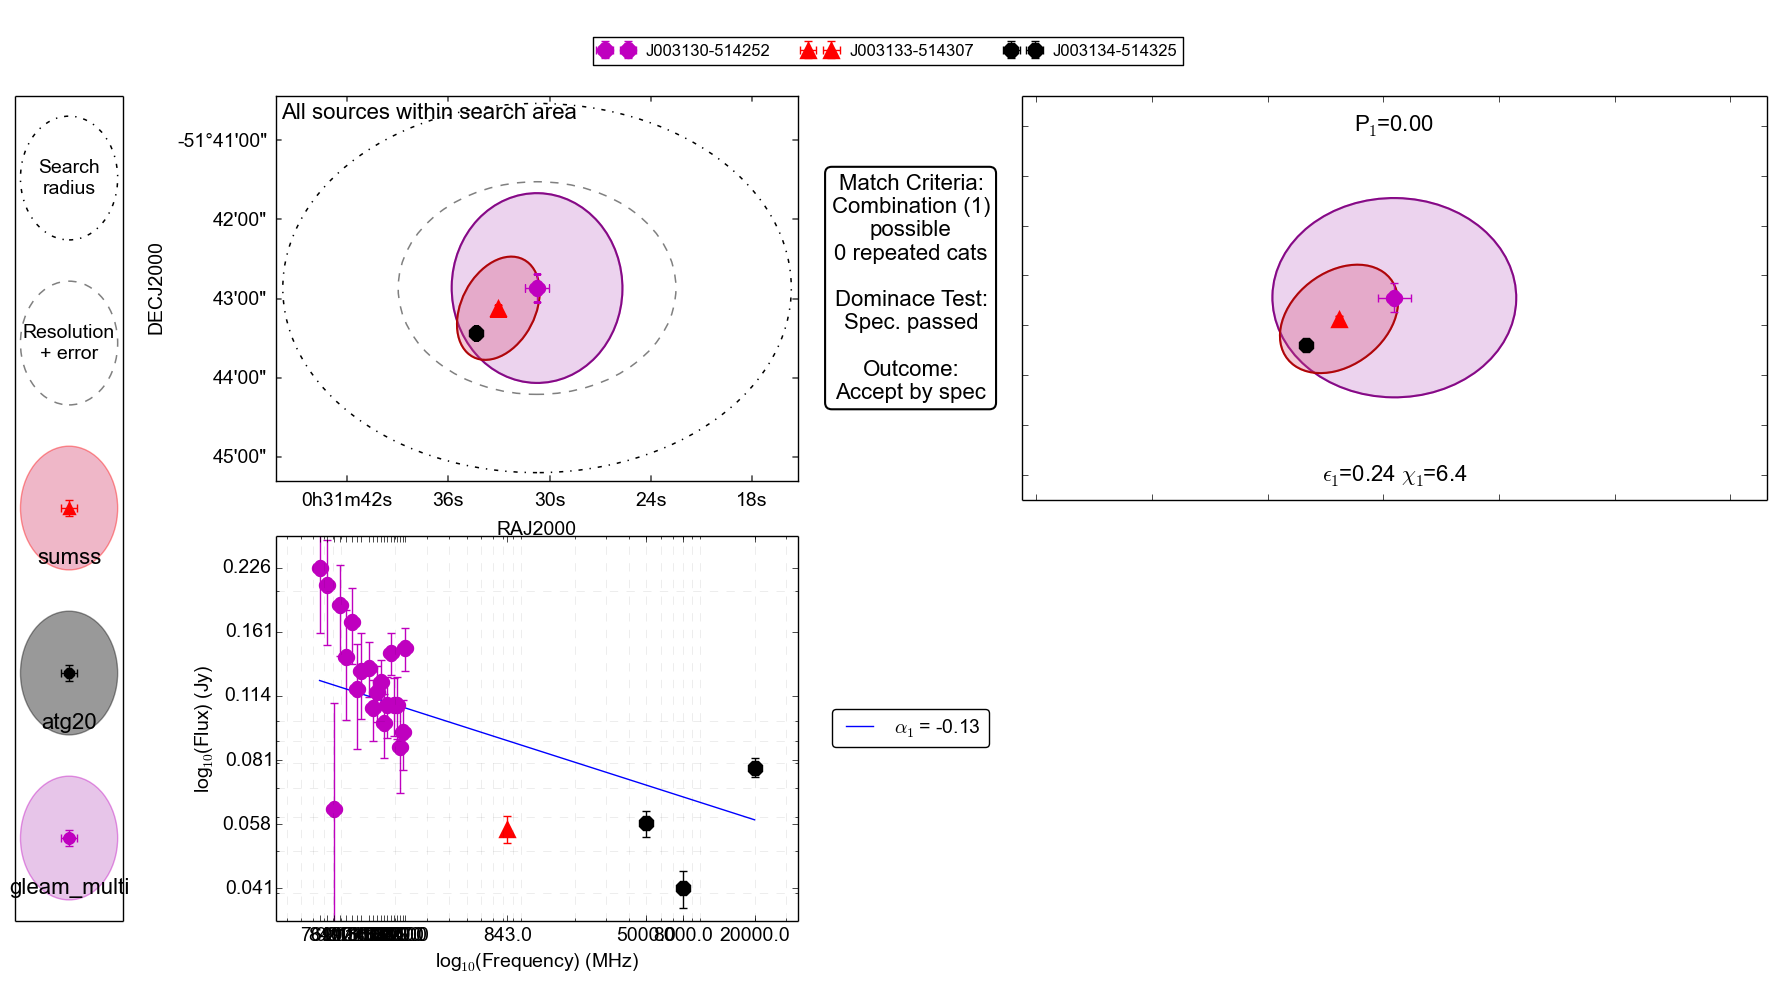 J003130-514252 J003133-514307 J003134-514325
Search
radius
Resolution
+ error
sumss
atg20
gleam_multi
All sources within search area
DECJ2000
-51°41'00"
42'00"
43'00"
44'00"
45'00"
0h31m42s 36s 30s 24s 18s
RAJ2000
Match Criteria:
Combination (1)
possible
0 repeated cats
Dominace Test:
Spec. passed
Outcome:
Accept by spec
P₁=0.00
ϵ₁=0.24 χ₁=6.4
log₁₀(Flux) (Jy)
0.226
0.161
0.114
0.081
0.058
0.041
843.0 5000.0 8000.0 20000.0
log₁₀(Frequency) (MHz)
α₁ = -0.13